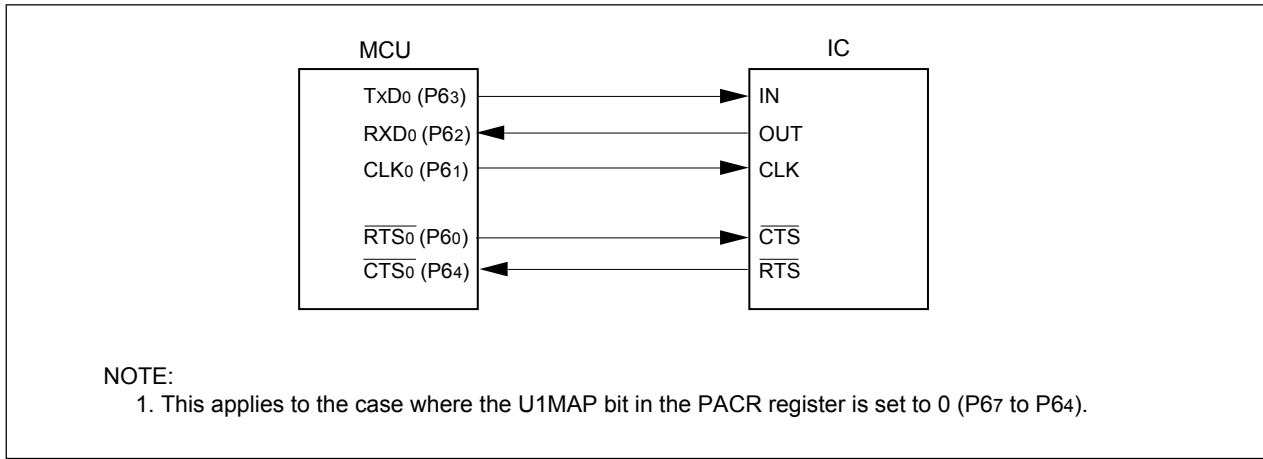 MCU IC
TxD0 (P63) IN
RXD0 (P62) OUT
CLK0 (P61) CLK
RTS0 (P60) CTS
CTS0 (P64) RTS
NOTE:
1. This applies to the case where the U1MAP bit in the PACR register is set to 0 (P67 to P64).